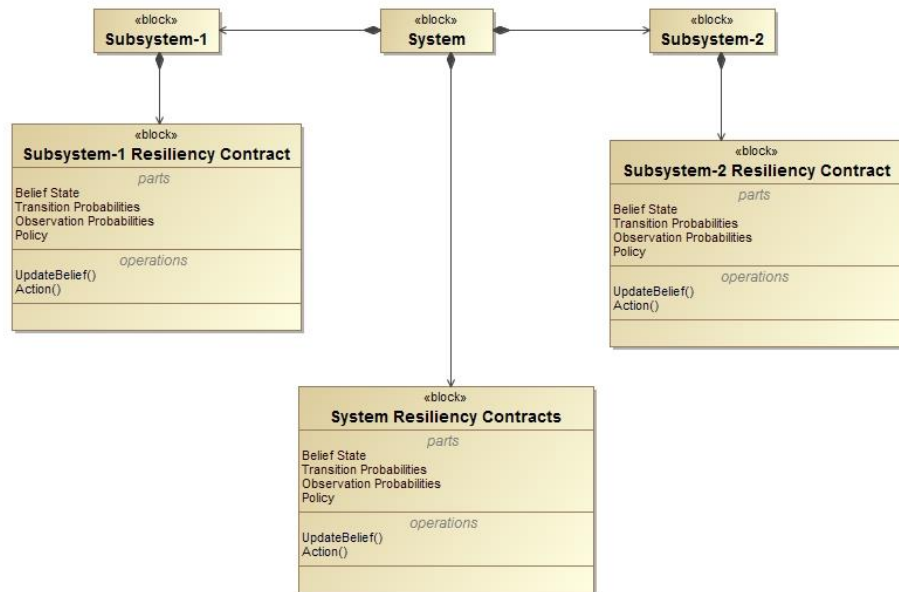 «block»
Subsystem-1
«block»
System
«block»
Subsystem-2
«block»
Subsystem-1 Resiliency Contract
parts
Belief State
Transition Probabilities
Observation Probabilities
Policy
operations
UpdateBelief()
Action()
«block»
Subsystem-2 Resiliency Contract
parts
Belief State
Transition Probabilities
Observation Probabilities
Policy
operations
UpdateBelief()
Action()
«block»
System Resiliency Contracts
parts
Belief State
Transition Probabilities
Observation Probabilities
Policy
operations
UpdateBelief()
Action()